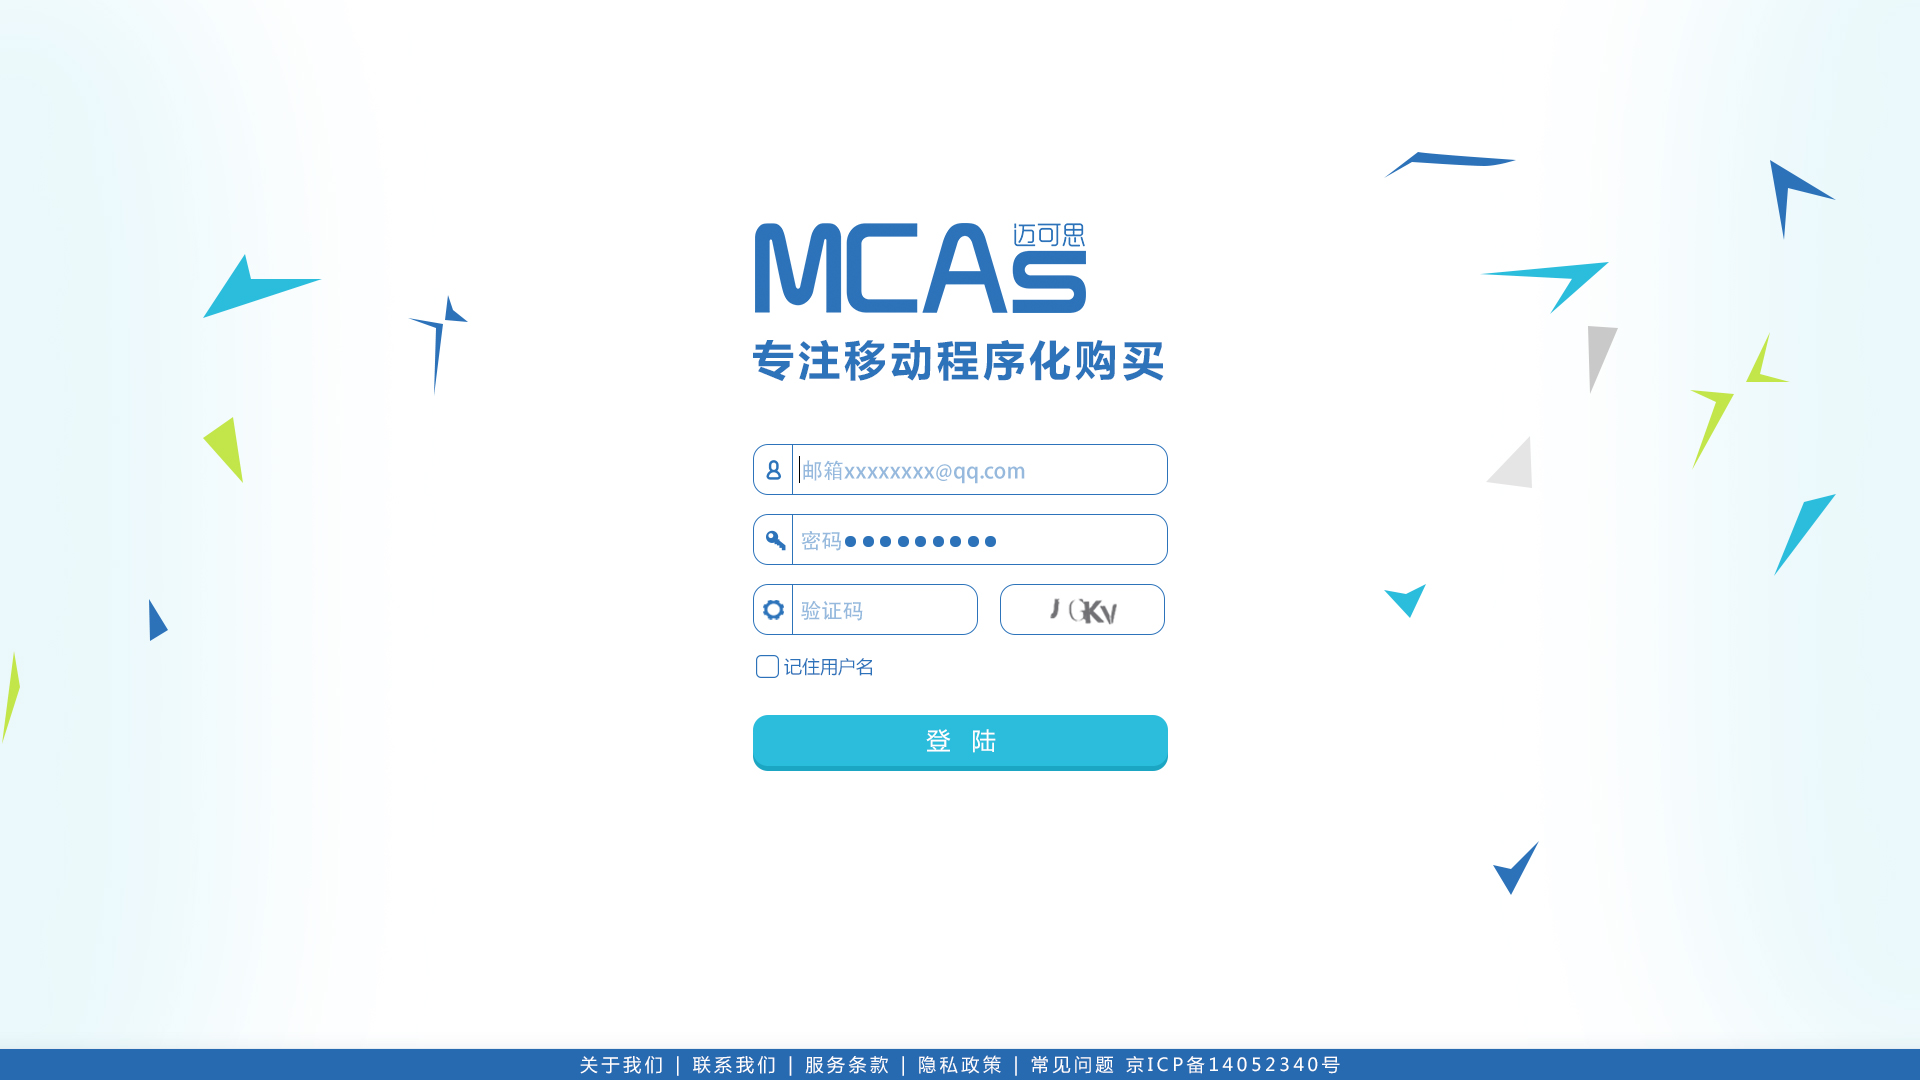 MCAs 迈可思
专注移动程序化购买
邮箱xxxxxxxx@qq.com
密码●●●●●●●●●
验证码 JGKV
记住用户名
登 陆
关于我们 | 联系我们 | 服务条款 | 隐私政策 | 常见问题 京ICP备14052340号